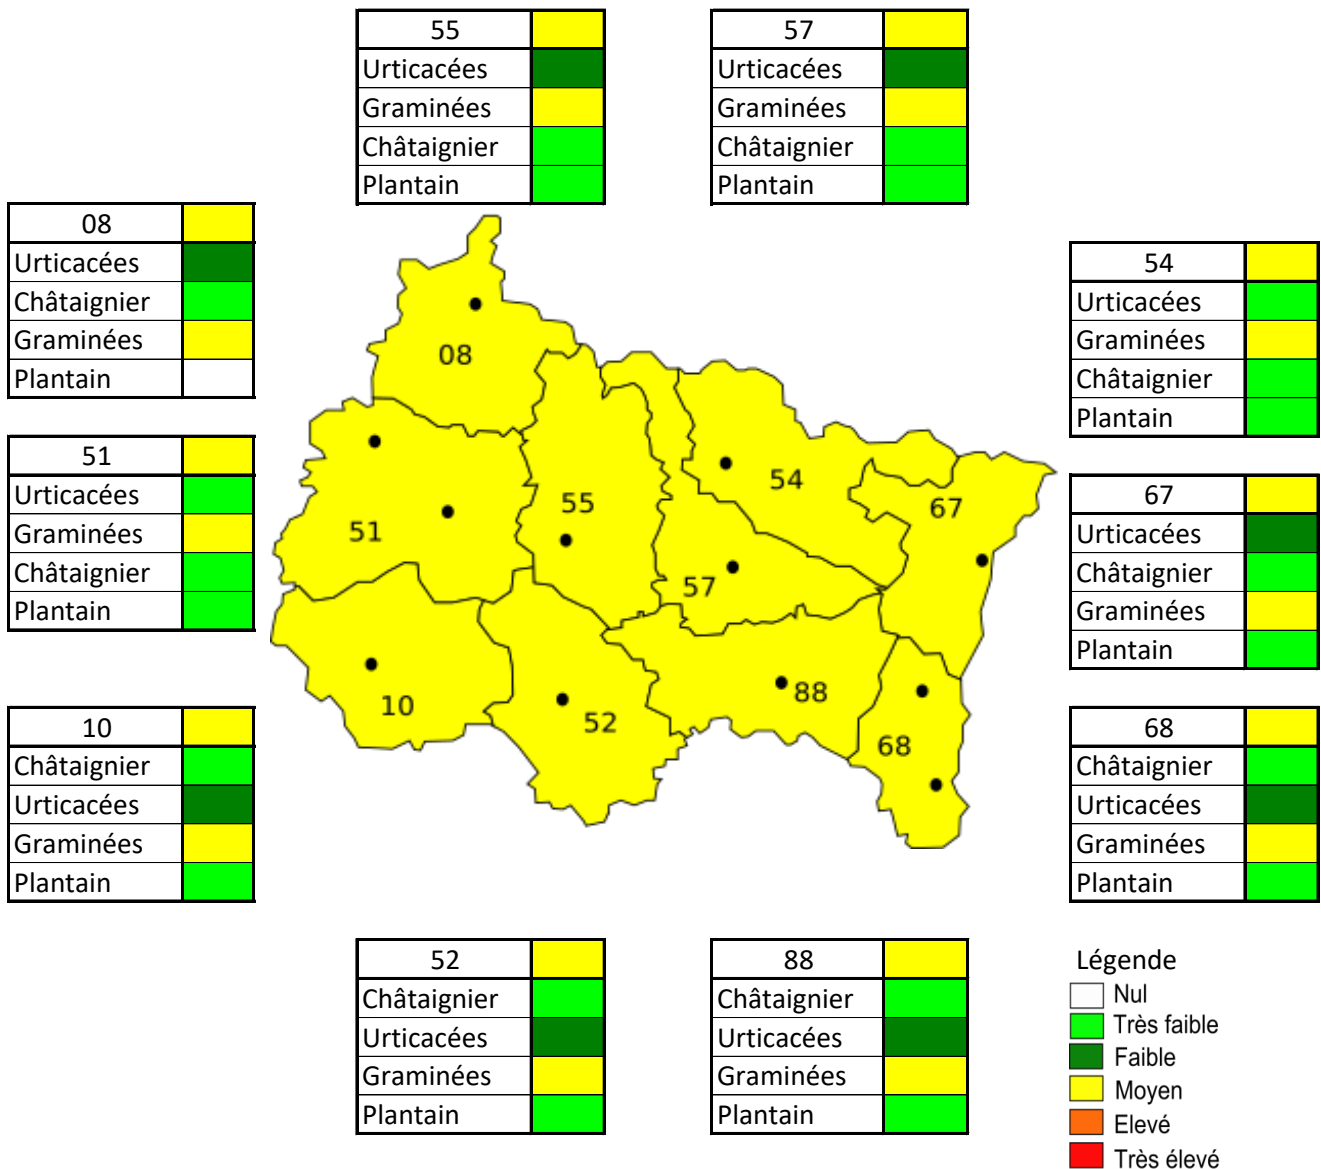 55
Urticacées
Graminées
Châtaignier
Plantain
57
Urticacées
Graminées
Châtaignier
Plantain
08
Urticacées
Châtaignier
Graminées
Plantain
51
Urticacées
Graminées
Châtaignier
Plantain
10
Châtaignier
Urticacées
Graminées
Plantain
08
51
55
54
67
57
10
52
88
68
54
Urticacées
Graminées
Châtaignier
Plantain
67
Urticacées
Châtaignier
Graminées
Plantain
68
Châtaignier
Urticacées
Graminées
Plantain
52
Châtaignier
Urticacées
Graminées
Plantain
88
Châtaignier
Urticacées
Graminées
Plantain
Légende
Nul
Très faible
Faible
Moyen
Elevé
Très élevé